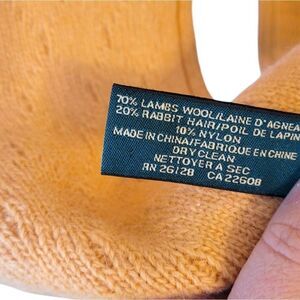 70% LAMBS WOOL/LAINE D'AGNEA
20% RABBIT HAIR/POIL DE LAPIN
10% NYLON
MADE IN CHINA/FABRIQUE EN CHINE
DRY CLEAN
NETTOYER A SEC
RN 26128 CA 22608